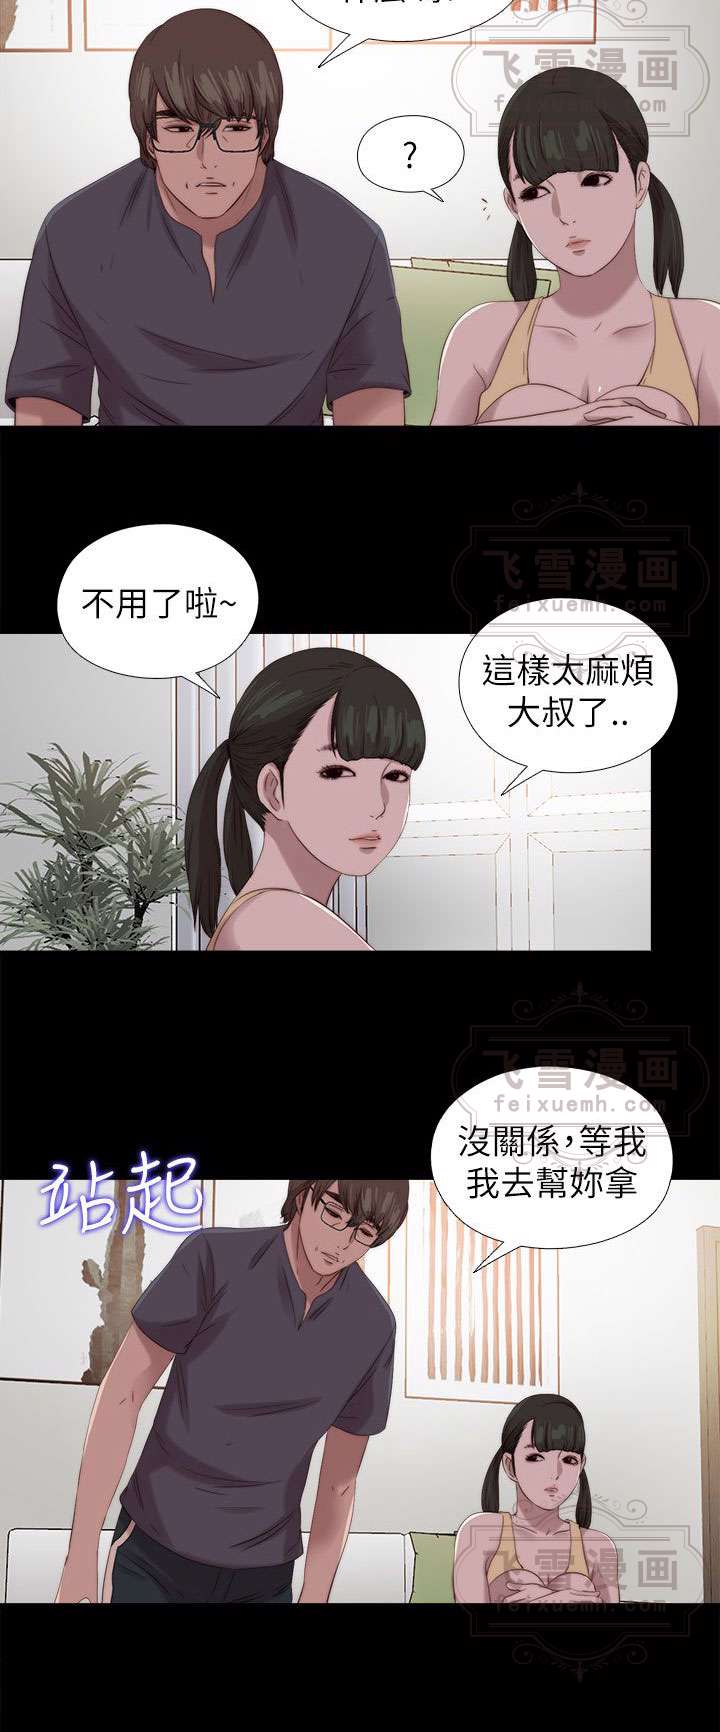 飞雪漫画
feixuemh.com
?
飞雪漫画
feixuemh.com
不用了啦~
這樣太麻煩
大叔了..
飞雪漫画
feixuemh.com
沒關係，等我
我去幫妳拿
站起
飞雪漫画
feixuemh.com